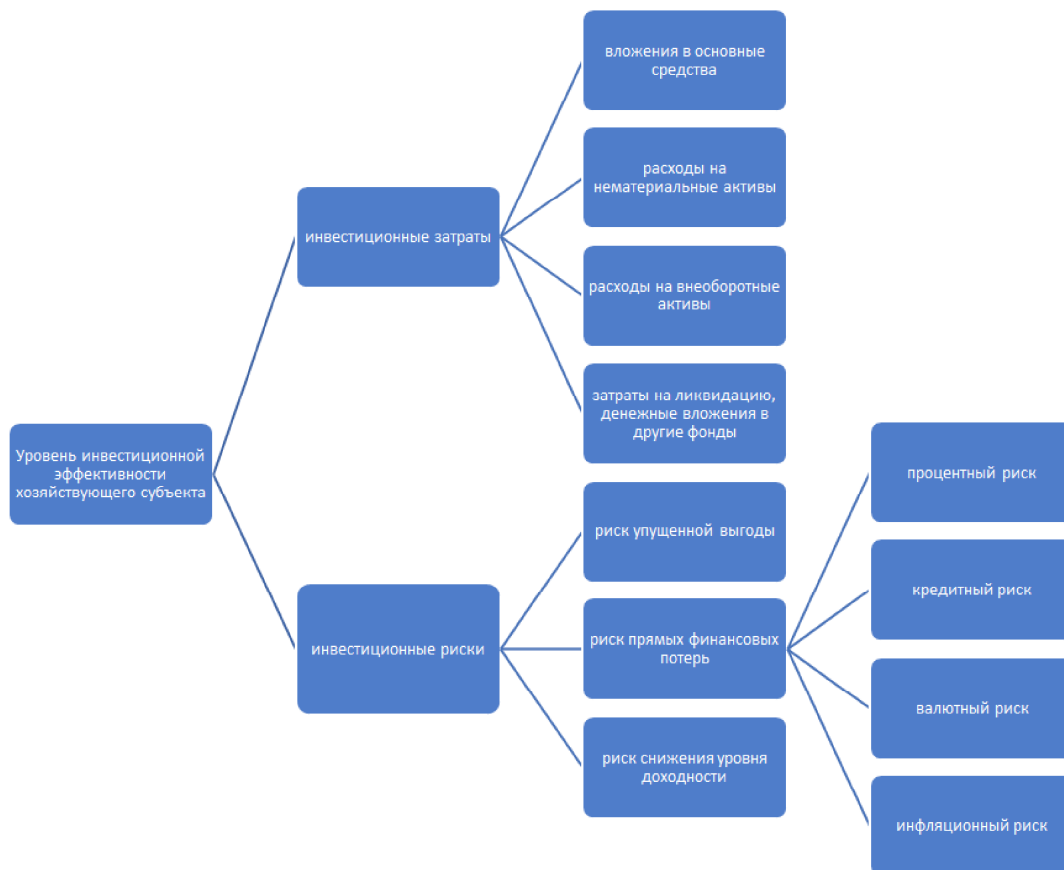 Уровень инвестиционной
эффективности
хозяйствующего субъекта
инвестиционные затраты
вложения в основные
средства
расходы на
нематериальные активы
расходы на внеоборотные
активы
затраты на ликвидацию,
денежные вложения в
другие фонды
инвестиционные риски
риск упущенной выгоды
риск прямых финансовых
потерь
процентный риск
кредитный риск
валютный риск
инфляционный риск
риск снижения уровня
доходности